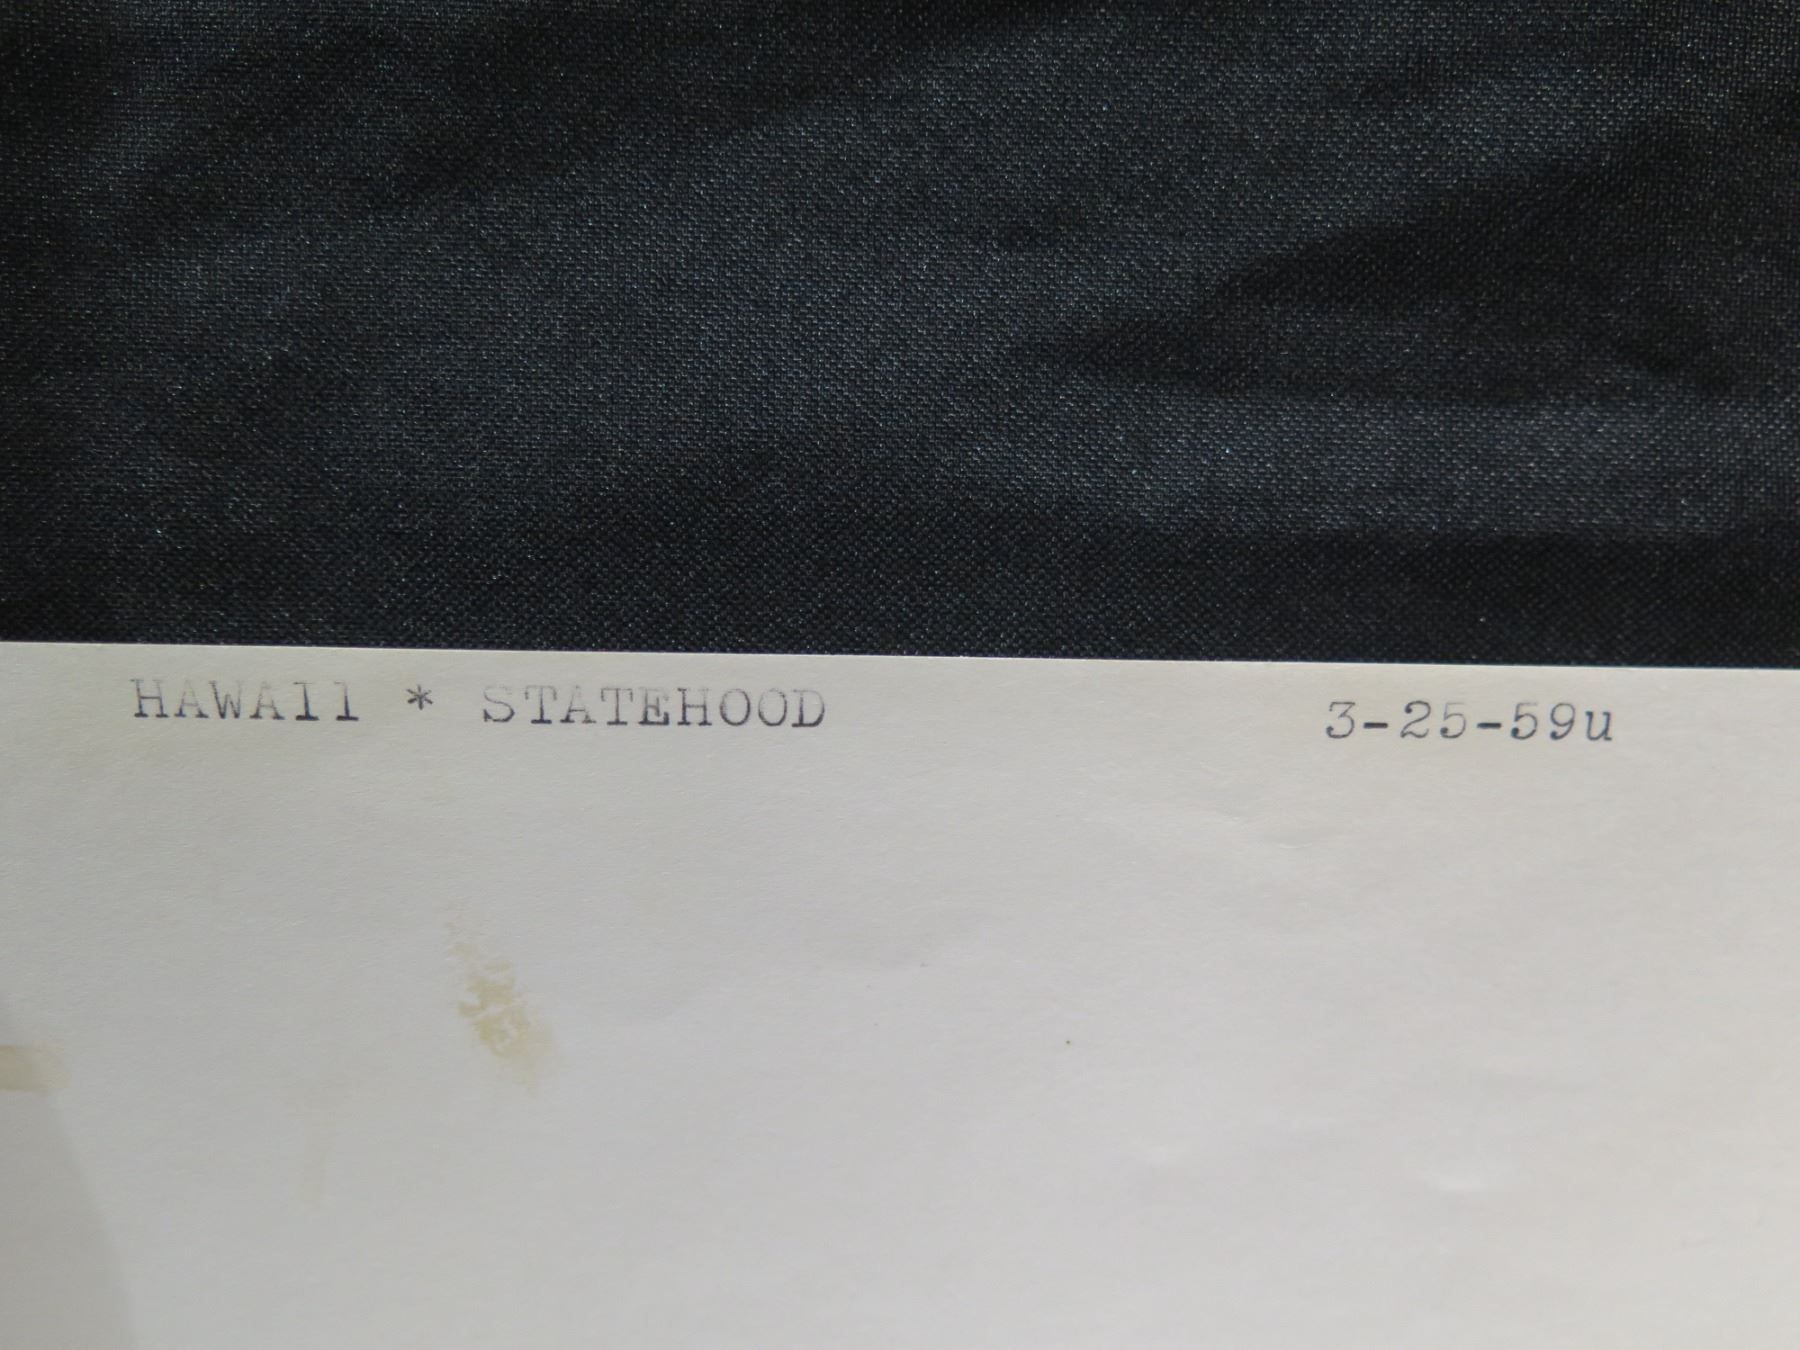 HAWAII * STATEHOOD 3-25-59u